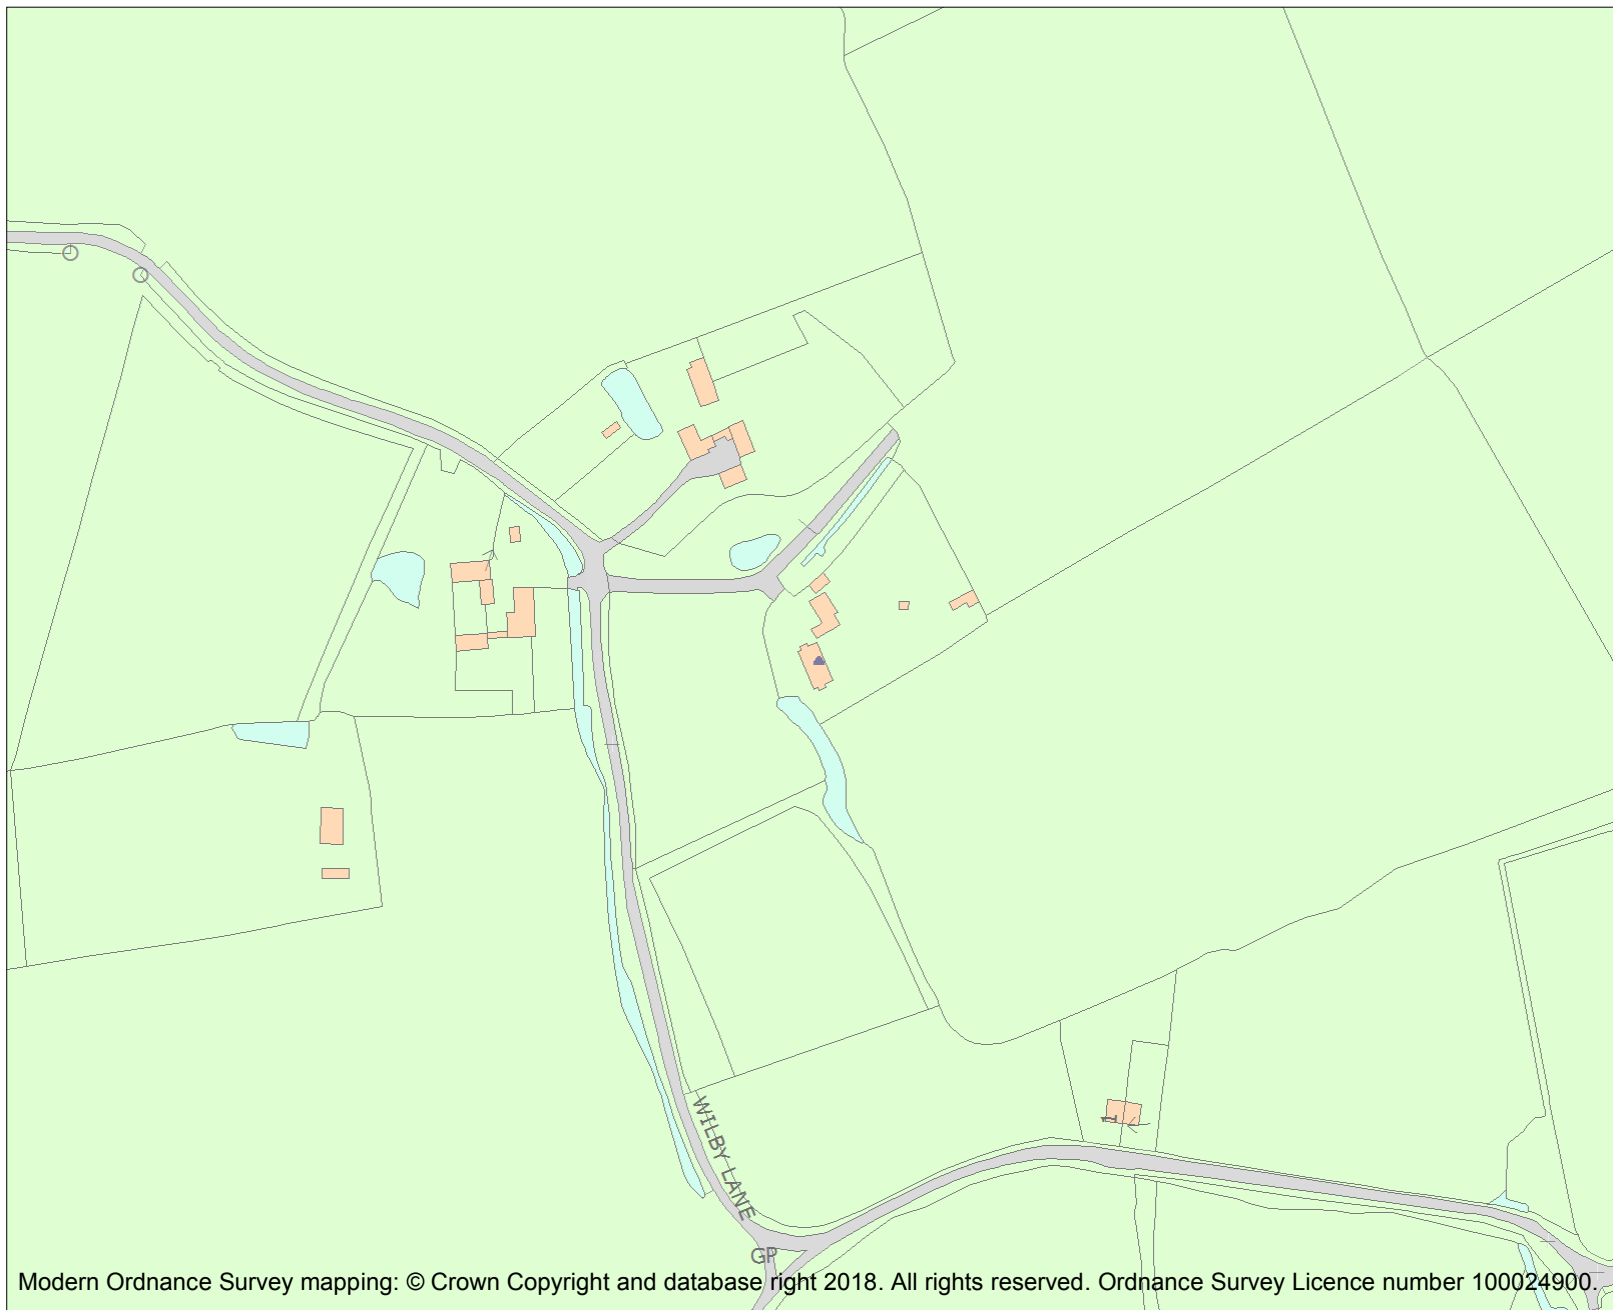 1
WILBY LANE
GP
Modern Ordnance Survey mapping: © Crown Copyright and database right 2018. All rights reserved. Ordnance Survey Licence number 100024900.